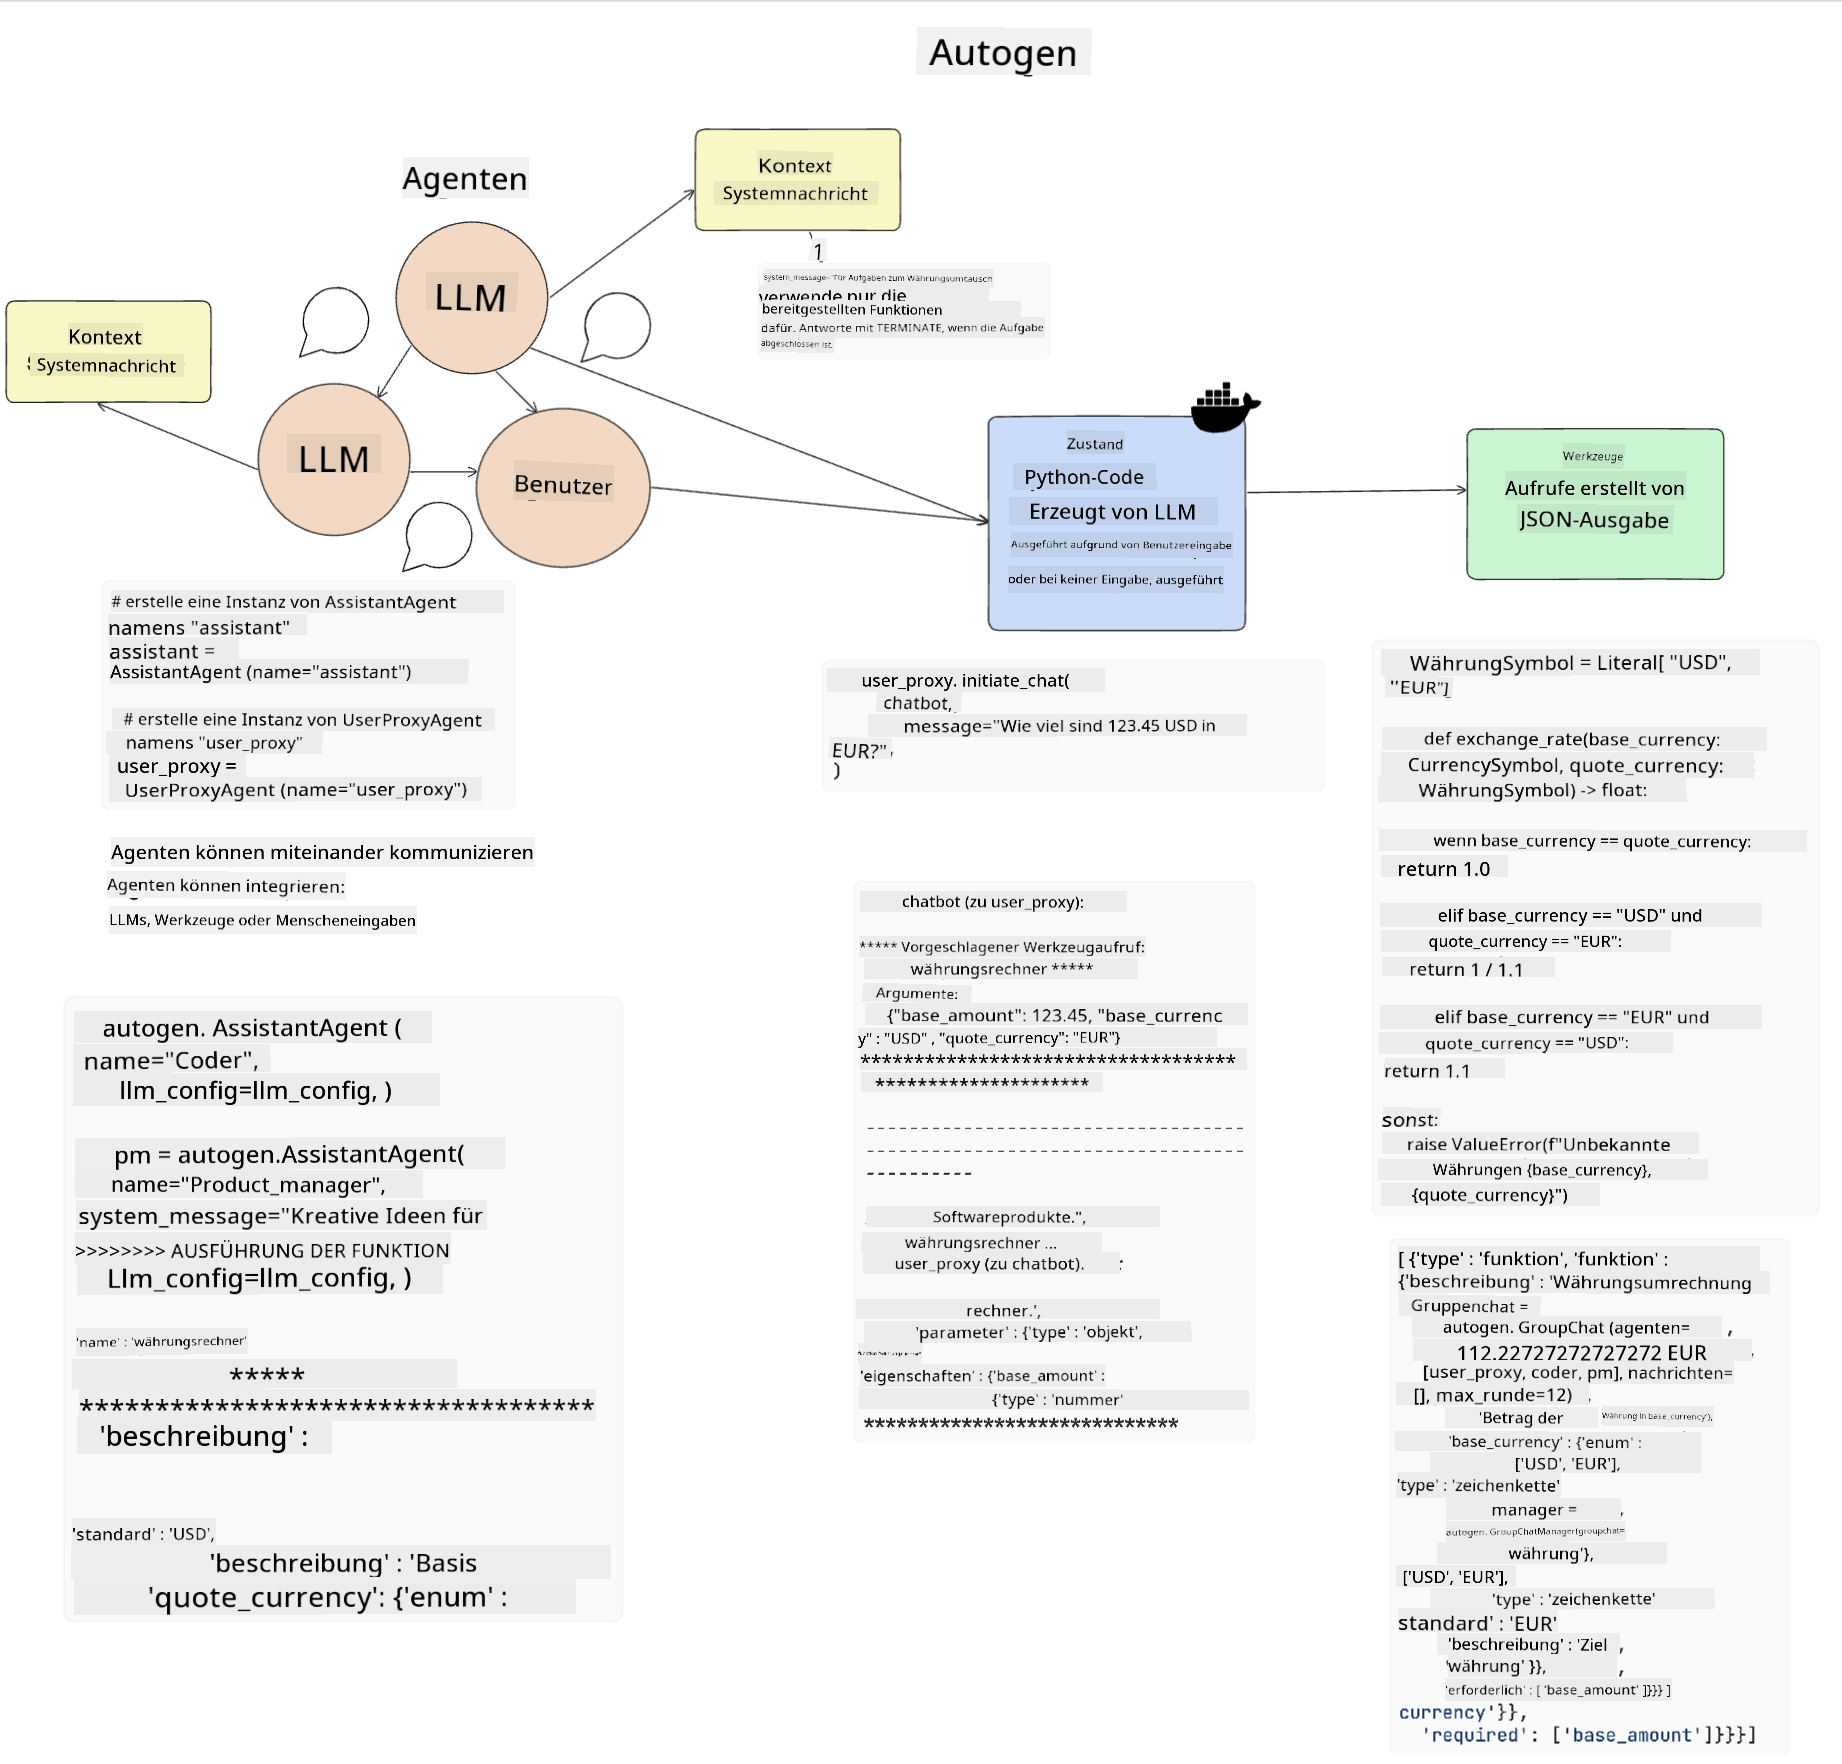 Autogen
Agenten
Kontext
Systemnachricht
LLM
1
system_message="Für Aufgaben zum Währungsumtausch
verwende nur die
bereitgestellten Funktionen
dafür. Antworte mit TERMINATE, wenn die Aufgabe
abgeschlossen ist.
Kontext
Systemnachricht
LLM
Benutzer
Zustand
Python-Code
Erzeugt von LLM
Ausgeführt aufgrund von Benutzereingabe
oder bei keiner Eingabe, ausgeführt
Werkzeuge
Aufrufe erstellt von
JSON-Ausgabe
# erstelle eine Instanz von AssistantAgent
namens "assistant"
assistant =
AssistantAgent (name="assistant")
# erstelle eine Instanz von UserProxyAgent
namens "user_proxy"
user_proxy =
UserProxyAgent (name="user_proxy")
Agenten können miteinander kommunizieren
Agenten können integrieren:
LLMs, Werkzeuge oder Menscheneingaben
autogen. AssistantAgent (
name="Coder",
llm_config=llm_config, )
pm = autogen.AssistantAgent(
name="Product_manager",
system_message="Kreative Ideen für
>>>>>>>> AUSFÜHRUNG DER FUNKTION
Llm_config=llm_config, )
'name' : 'währungsrechner'
*****
**********************************
'beschreibung' :
'standard' : 'USD',
'beschreibung' : 'Basis
'quote_currency': {'enum' :
user_proxy. initiate_chat(
chatbot,
message="Wie viel sind 123.45 USD in
EUR?",
)
chatbot (zu user_proxy):
***** Vorgeschlagener Werkzeugaufruf:
währungsrechner *****
Argumente:
{"base_amount": 123.45, "base_currenc
y" : "USD" , "quote_currency": "EUR"}
***********************************
********************
-----------------------------------
-----------------------------------
----------
Softwareprodukte.",
währungsrechner ...
user_proxy (zu chatbot).
rechner.',
'parameter' : {'type' : 'objekt',
'eigenschaften' : {'base_amount' :
{'type' : 'nummer'
*****************************
WährungSymbol = Literal[ "USD",
"EUR"]
def exchange_rate(base_currency:
CurrencySymbol, quote_currency:
WährungSymbol) -> float:
wenn base_currency == quote_currency:
return 1.0
elif base_currency == "USD" und
quote_currency == "EUR":
return 1 / 1.1
elif base_currency == "EUR" und
quote_currency == "USD":
return 1.1
sonst:
raise ValueError(f"Unbekannte
Währungen {base_currency},
{quote_currency}")
[ {'type' : 'funktion', 'funktion' :
{'beschreibung' : 'Währungsumrechnung
Gruppenchat =
autogen. GroupChat (agenten= ,
112.22727272727272 EUR ,
[user_proxy, coder, pm], nachrichten=
[], max_runde=12) ,
'Betrag der Währung in base_currency'},
'base_currency' : {'enum' :
['USD', 'EUR'],
'type' : 'zeichenkette'
manager = ,
autogen. GroupChatManager(groupchat=
währung'},
['USD', 'EUR'],
'type' : 'zeichenkette'
standard' : 'EUR'
'beschreibung' : 'Ziel ,
'währung' }}, ,
'erforderlich' : [ 'base_amount' ]}}} ]
currency'}},
'required': ['base_amount']}}}]